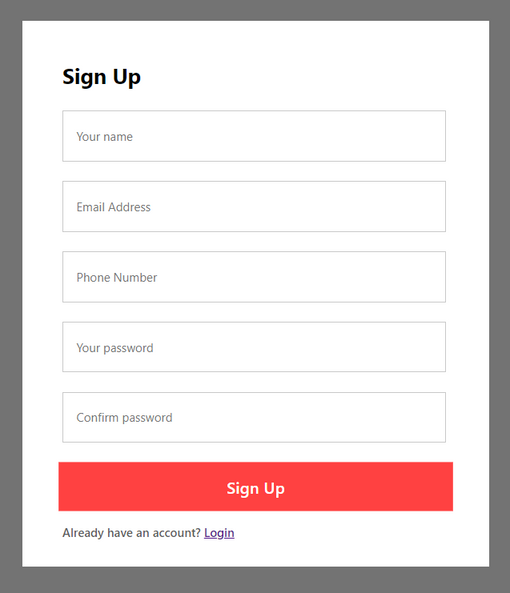 Sign Up
Your name
Email Address
Phone Number
Your password
Confirm password
Sign Up
Already have an account? Login